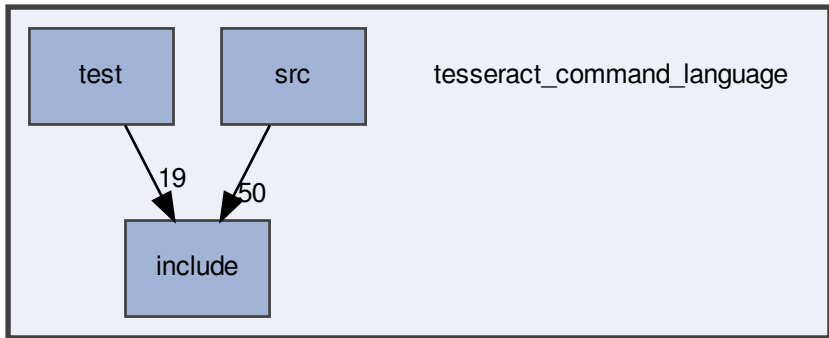 test
src
tesseract_command_language
19
50
include